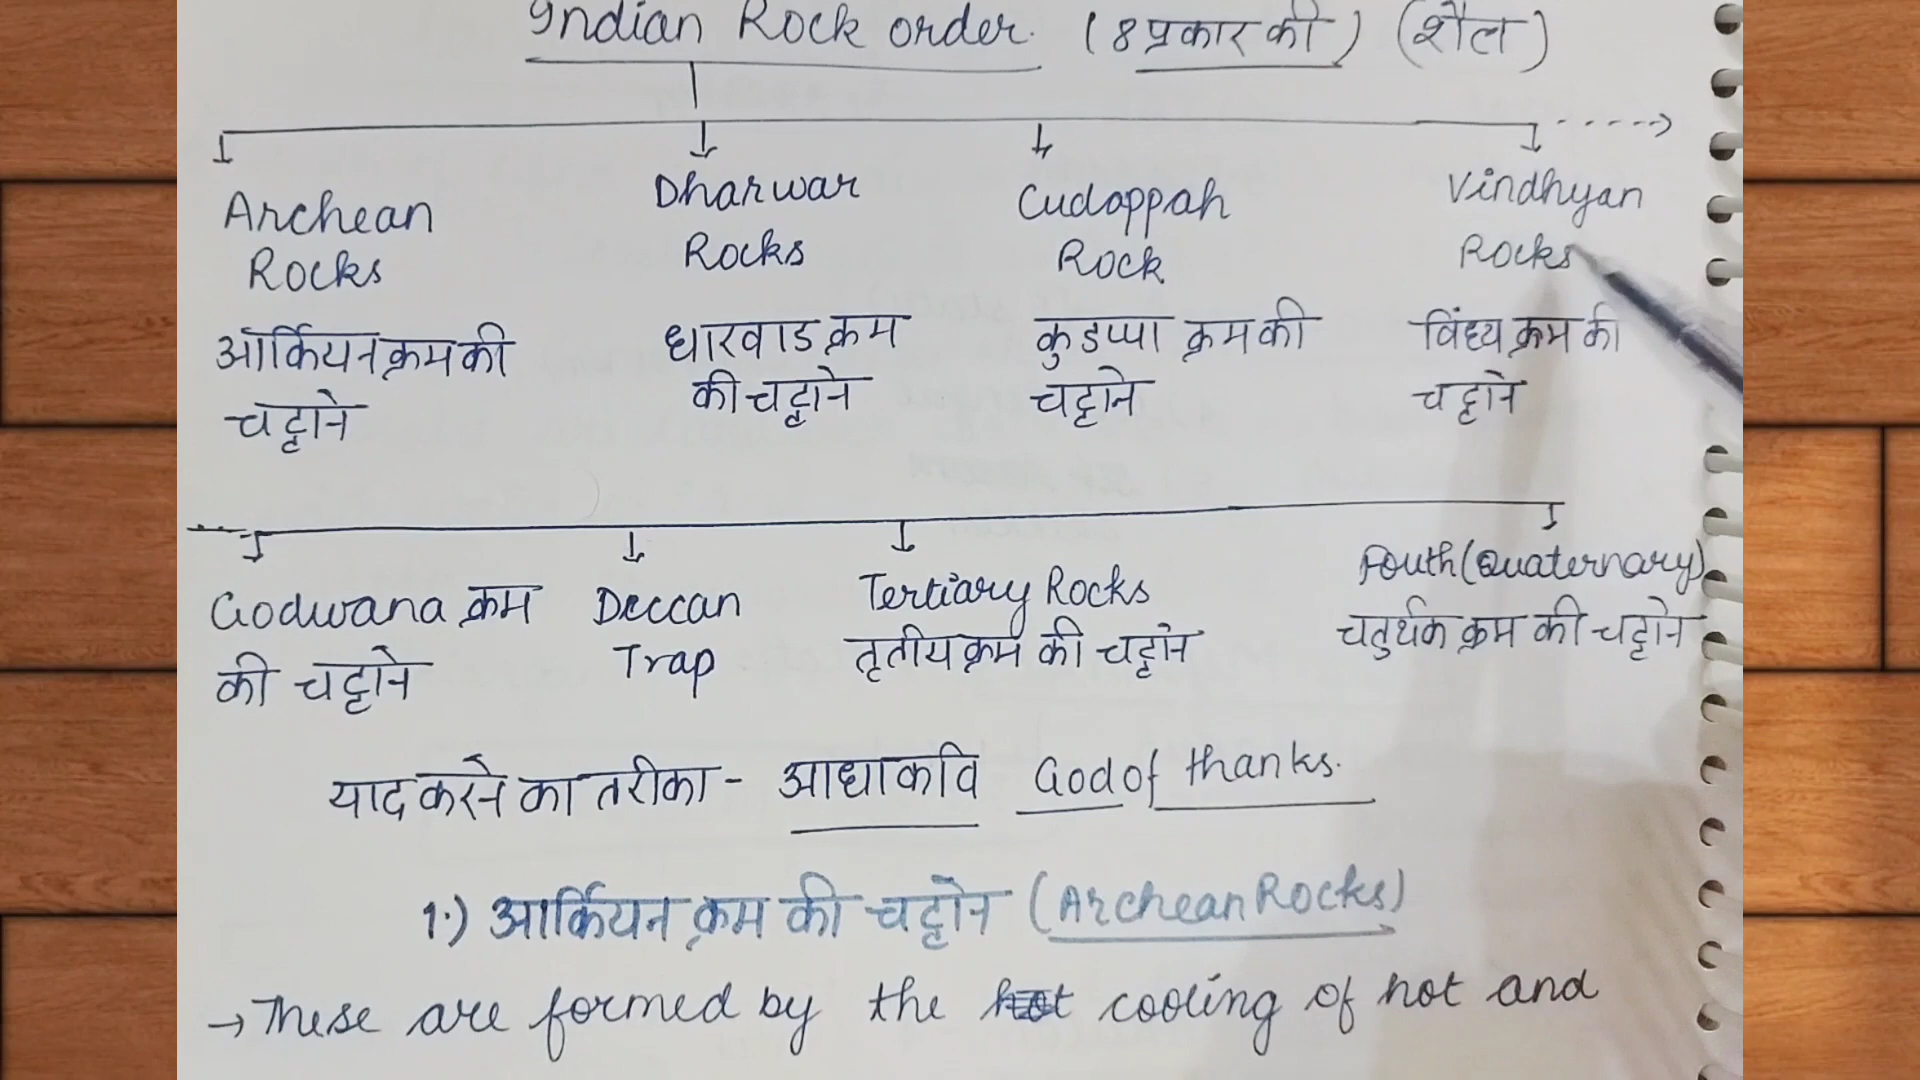 Indian Rock order. (8 प्रकार की) (शैल)
Archean Rocks
आर्कियन क्रम की चट्टाने
Dharwar Rocks
धारवाड क्रम की चट्टाने
Cudappah Rock
कुडप्पा क्रम की चट्टाने
Vindhyan Rocks
विंध्य क्रम की चट्टाने
Godwana क्रम की चट्टाने
Deccan Trap
Tertiary Rocks
तृतीय क्रम की चट्टाने
Fouth (Quaternary)
चतुर्थक क्रम की चट्टाने
याद करने का तरीका - आधाकवि God of thanks.
1.) आर्कियन क्रम की चट्टाने (Archean Rocks)
→ These are formed by the cooling of hot and